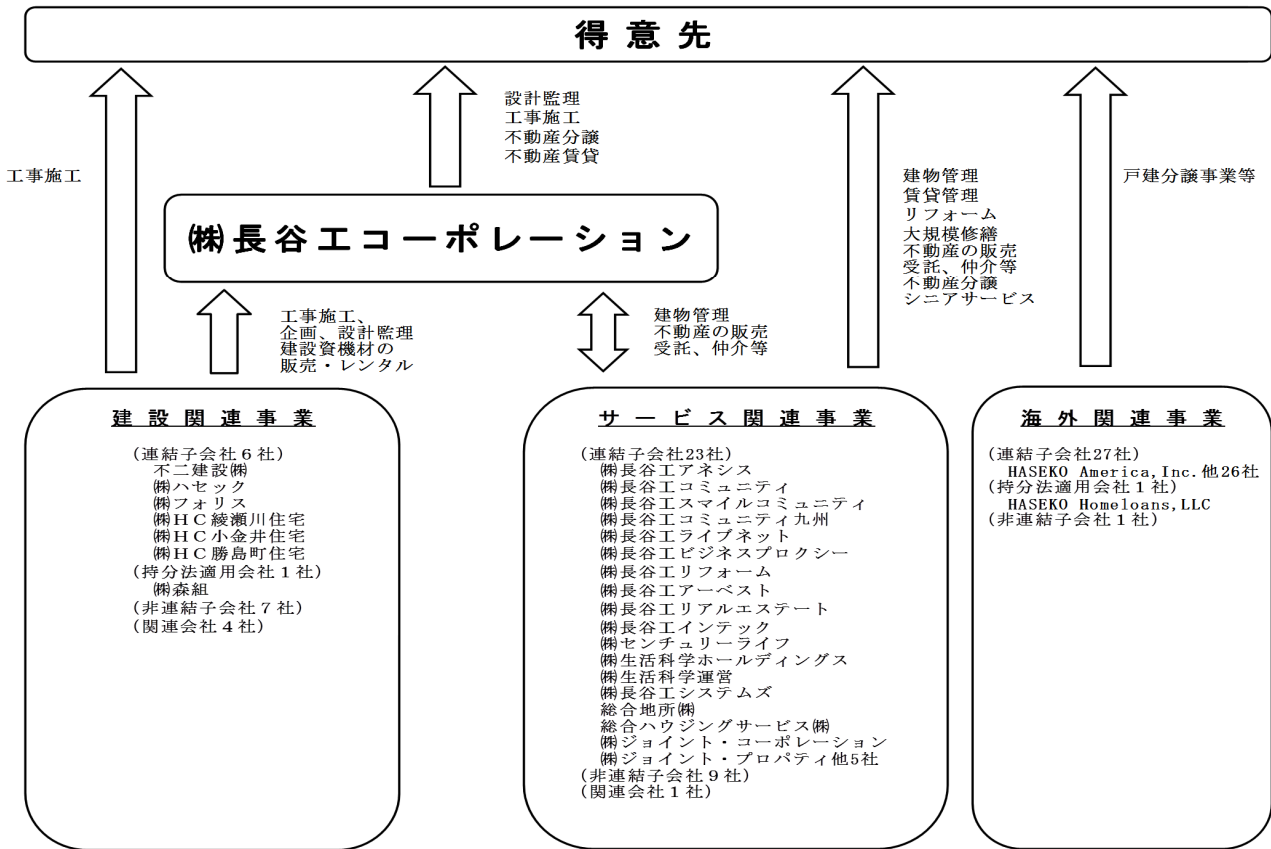 得意先
工事施工
設計監理
工事施工
不動産分譲
不動産賃貸
建物管理
賃貸管理
リフォーム
大規模修繕
不動産の販売
受託、仲介等
不動産分譲
シニアサービス
戸建分譲事業等
㈱長谷工コーポレーション
工事施工、
企画、設計監理
建設資機材の
販売・レンタル
建物管理
不動産の販売
受託、仲介等
建設関連事業
(連結子会社６社)
不二建設㈱
㈱ハセック
㈱フォリス
㈱ＨＣ綾瀬川住宅
㈱ＨＣ小金井住宅
㈱ＨＣ勝島町住宅
(持分法適用会社１社)
㈱森組
(非連結子会社７社)
(関連会社４社)
サービス関連事業
(連結子会社23社)
㈱長谷工アネシス
㈱長谷工コミュニティ
㈱長谷工スマイルコミュニティ
㈱長谷工コミュニティ九州
㈱長谷工ライブネット
㈱長谷工ビジネスプロクシー
㈱長谷工リフォーム
㈱長谷工アーベスト
㈱長谷工リアルエステート
㈱長谷工インテック
㈱センチュリーライフ
㈱生活科学ホールディングス
㈱生活科学運営
㈱長谷工システムズ
総合地所㈱
総合ハウジングサービス㈱
㈱ジョイント・コーポレーション
㈱ジョイント・プロパティ他5社
(非連結子会社９社)
(関連会社１社)
海外関連事業
(連結子会社27社)
HASEKO America,Inc.他26社
(持分法適用会社１社)
HASEKO Homeloans,LLC
(非連結子会社１社)